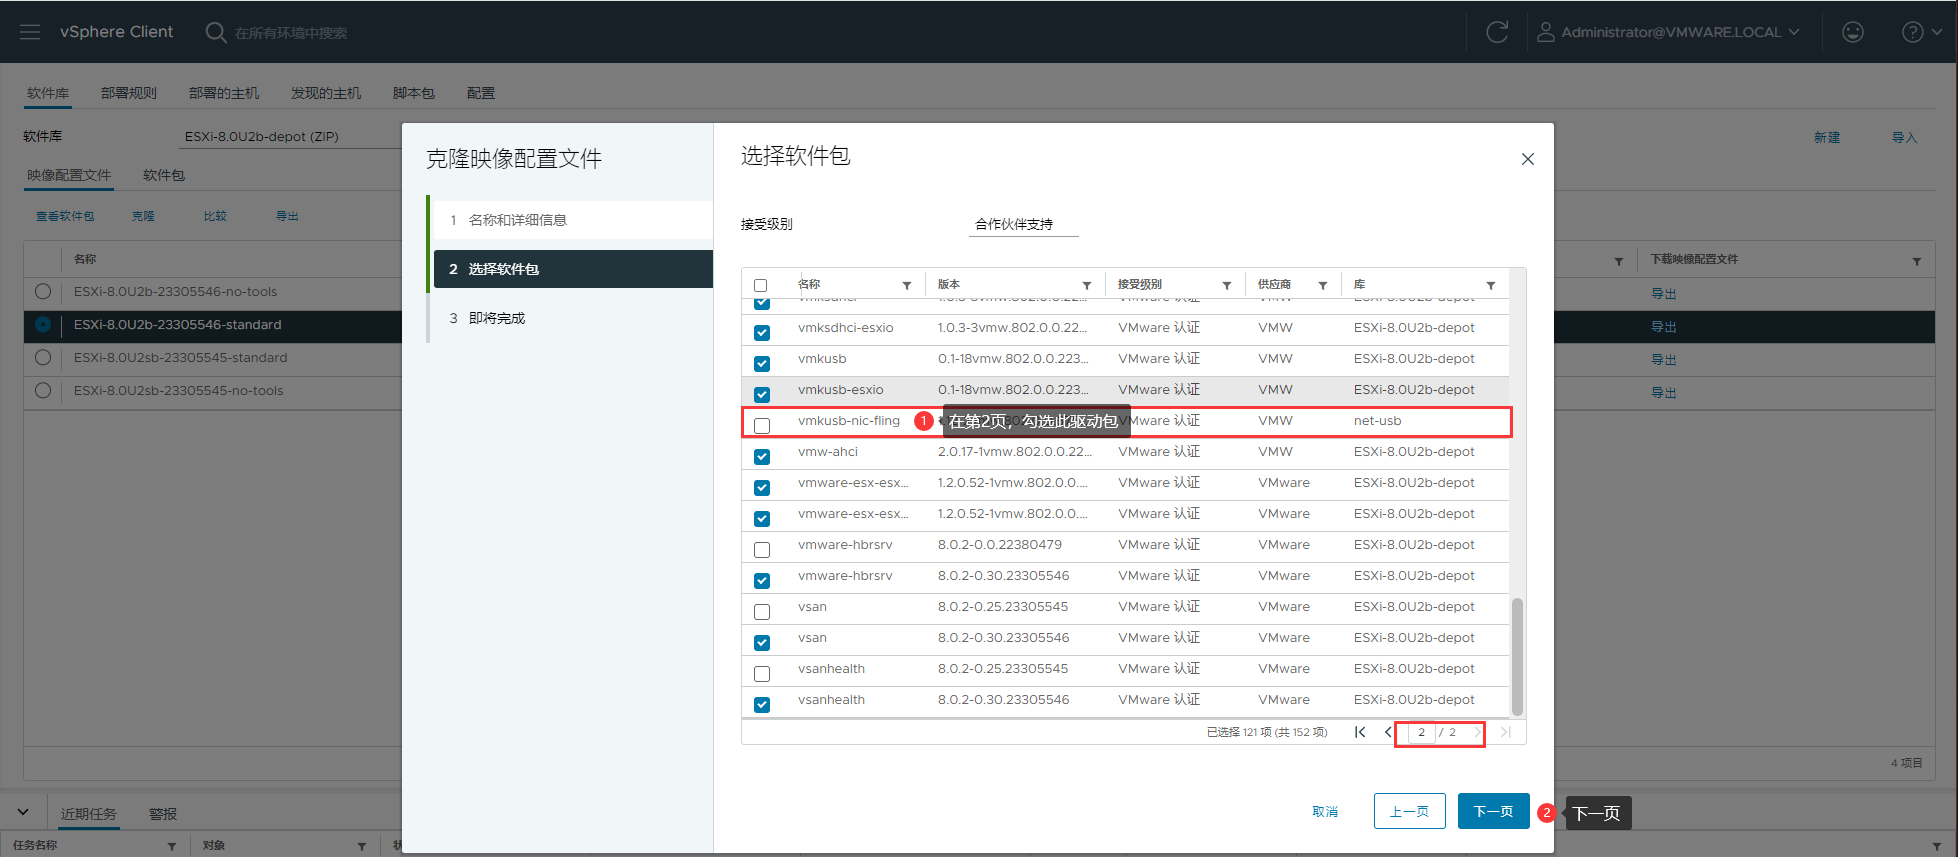 vSphere Client
在所有环境中搜索
Administrator@VMWARE.LOCAL
软件库 部署规则 部署的主机 发现的主机 脚本包 配置
软件库 ESXi-8.0U2b-depot (ZIP)
新建 导入
映像配置文件 软件包
查看软件包 克隆 比较 导出
名称
下载映像配置文件
ESXi-8.0U2b-23305546-no-tools 导出
ESXi-8.0U2b-23305546-standard 导出
ESXi-8.0U2sb-23305545-standard 导出
ESXi-8.0U2sb-23305545-no-tools 导出
4 项目
克隆映像配置文件
1 名称和详细信息
2 选择软件包
3 即将完成
选择软件包
接受级别 合作伙伴支持
名称 版本 接受级别 供应商 库
vmksdhci-esxio 1.0.3-3vmw.802.0.0.22... VMware 认证 VMW ESXi-8.0U2b-depot
vmkusb 0.1-18vmw.802.0.0.223... VMware 认证 VMW ESXi-8.0U2b-depot
vmkusb-esxio 0.1-18vmw.802.0.0.223... VMware 认证 VMW ESXi-8.0U2b-depot
vmkusb-nic-fling 1 在第2页，勾选此驱动包 VMware 认证 VMW net-usb
vmw-ahci 2.0.17-1vmw.802.0.0.22... VMware 认证 VMW ESXi-8.0U2b-depot
vmware-esx-esx... 1.2.0.52-1vmw.802.0.0.... VMware 认证 VMware ESXi-8.0U2b-depot
vmware-esx-esx... 1.2.0.52-1vmw.802.0.0.... VMware 认证 VMware ESXi-8.0U2b-depot
vmware-hbrsrv 8.0.2-0.0.22380479 VMware 认证 VMware ESXi-8.0U2b-depot
vmware-hbrsrv 8.0.2-0.30.23305546 VMware 认证 VMware ESXi-8.0U2b-depot
vsan 8.0.2-0.25.23305545 VMware 认证 VMware ESXi-8.0U2b-depot
vsan 8.0.2-0.30.23305546 VMware 认证 VMware ESXi-8.0U2b-depot
vsanhealth 8.0.2-0.25.23305545 VMware 认证 VMware ESXi-8.0U2b-depot
vsanhealth 8.0.2-0.30.23305546 VMware 认证 VMware ESXi-8.0U2b-depot
已选择 121 项 (共 152 项) 2 / 2
取消 上一页 下一页 2 下一页
近期任务 警报
任务名称 对象